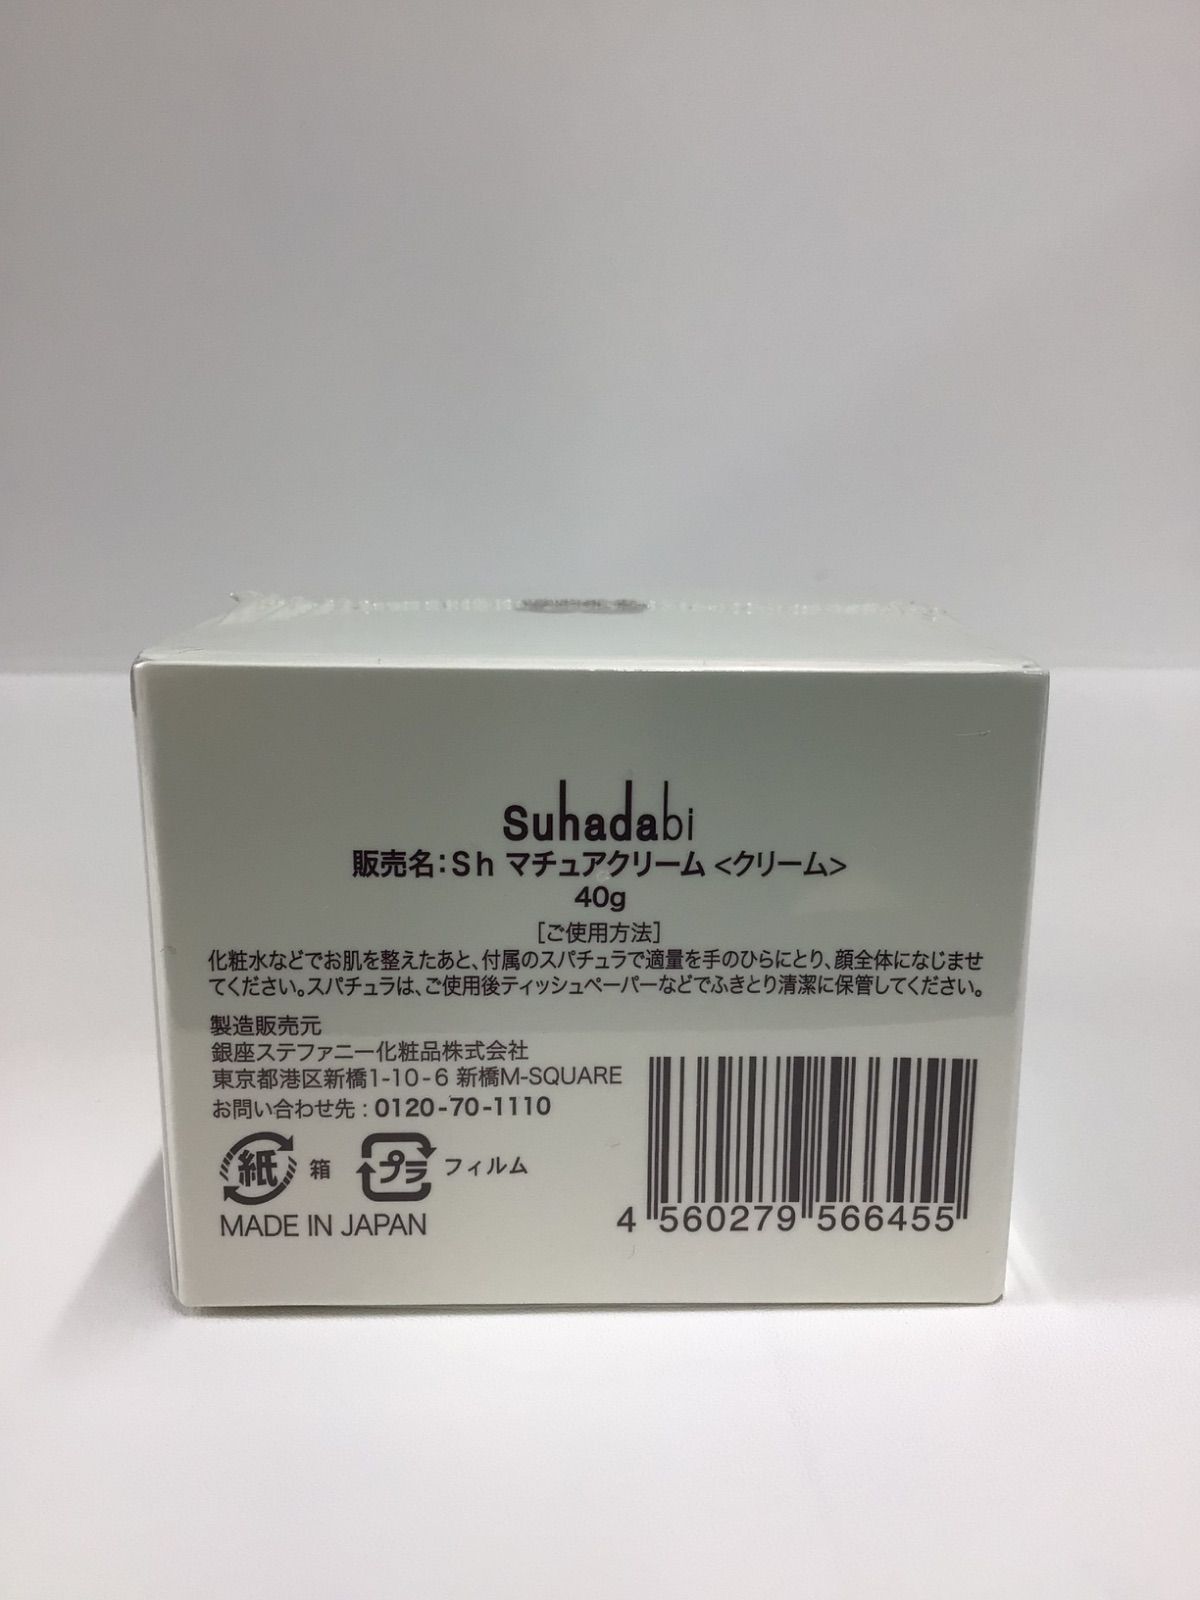 suhadabi
販売名:Sh マチュアクリーム <クリーム>
40g
[ご使用方法]
化粧水などでお肌を整えたあと、付属のスパチュラで適量を手のひらにとり、顔全体になじませ
てください。スパチュラは、ご使用後ティッシュペーパーなどでふきとり清潔に保管してください。
製造販売元
銀座ステファニー化粧品株式会社
東京都港区新橋1-10-6 新橋M-SQUARE
お問い合わせ先 : 0120-70-1110
紙 箱 プラ フィルム
MADE IN JAPAN
4 560279 566455